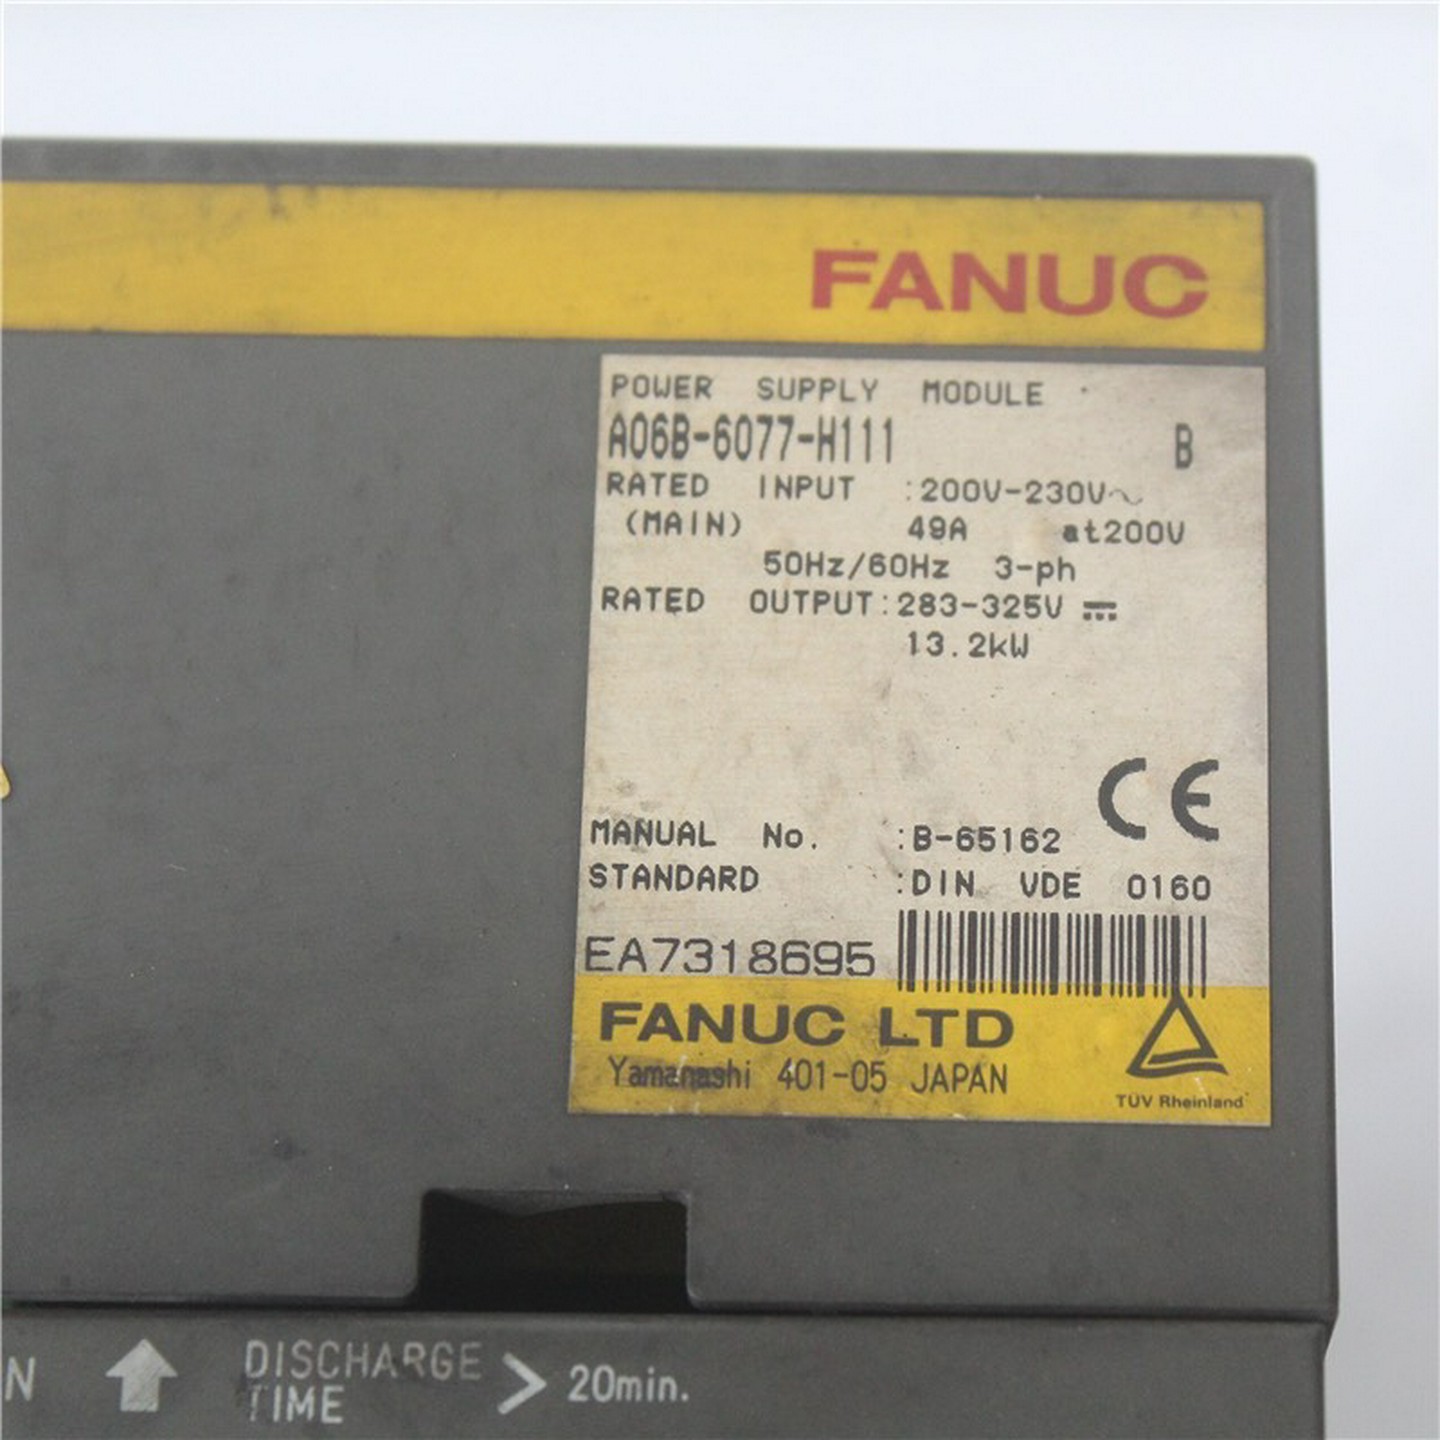 FANUC
POWER SUPPLY MODULE
A06B-6077-H111 B
RATED INPUT :200V-230V~
(MAIN) 49A at200V
50Hz/60Hz 3-ph
RATED OUTPUT:283-325V ⎓
13.2kW
CE
MANUAL No. :B-65162
STANDARD :DIN VDE 0160
EA7318695
FANUC LTD
Yamanashi 401-05 JAPAN
TÜV Rheinland
N DISCHARGE TIME > 20min.